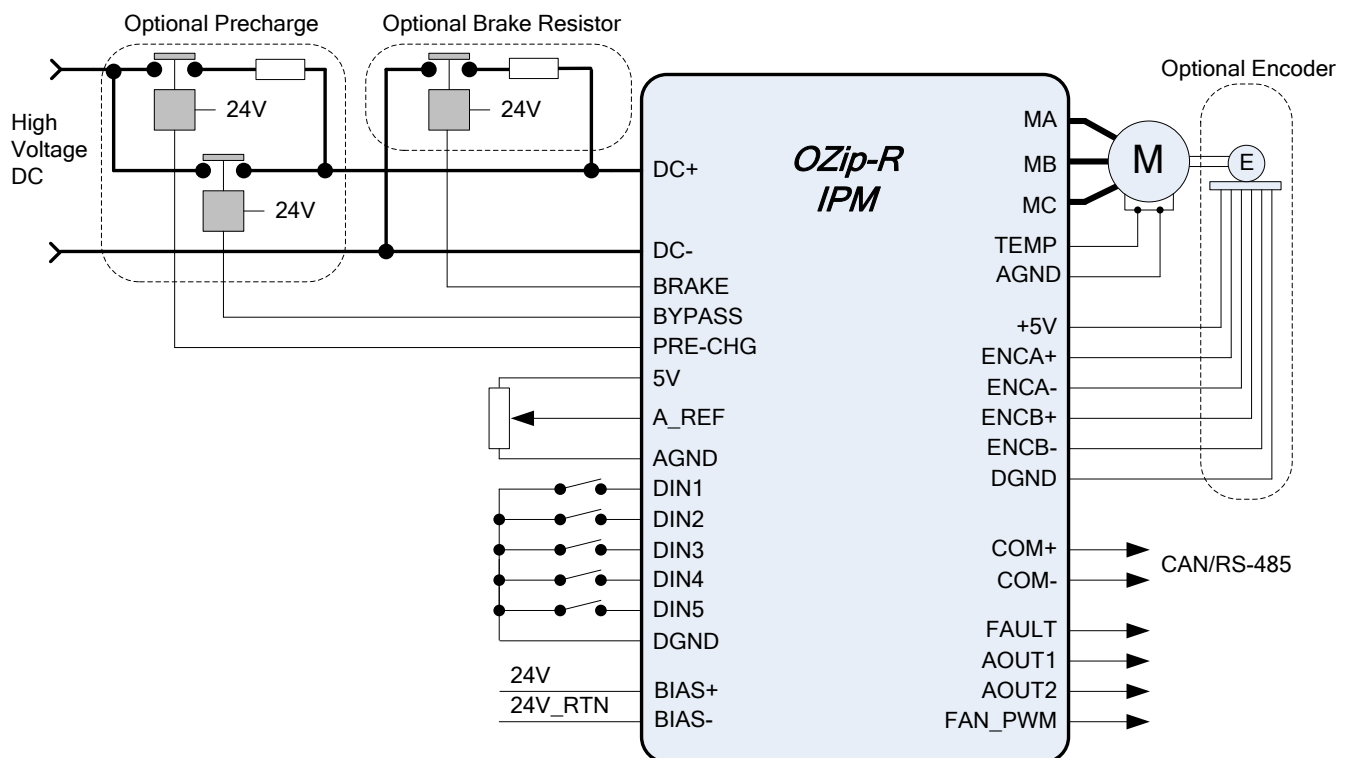 Optional Precharge
Optional Brake Resistor
Optional Encoder
High
Voltage
DC
24V
24V
24V
OZip-R
IPM
DC+
DC-
BRAKE
BYPASS
PRE-CHG
5V
A_REF
AGND
DIN1
DIN2
DIN3
DIN4
DIN5
DGND
24V
BIAS+
24V_RTN
BIAS-
MA
MB
MC
M
E
TEMP
AGND
+5V
ENCA+
ENCA-
ENCB+
ENCB-
DGND
COM+
COM-
CAN/RS-485
FAULT
AOUT1
AOUT2
FAN_PWM